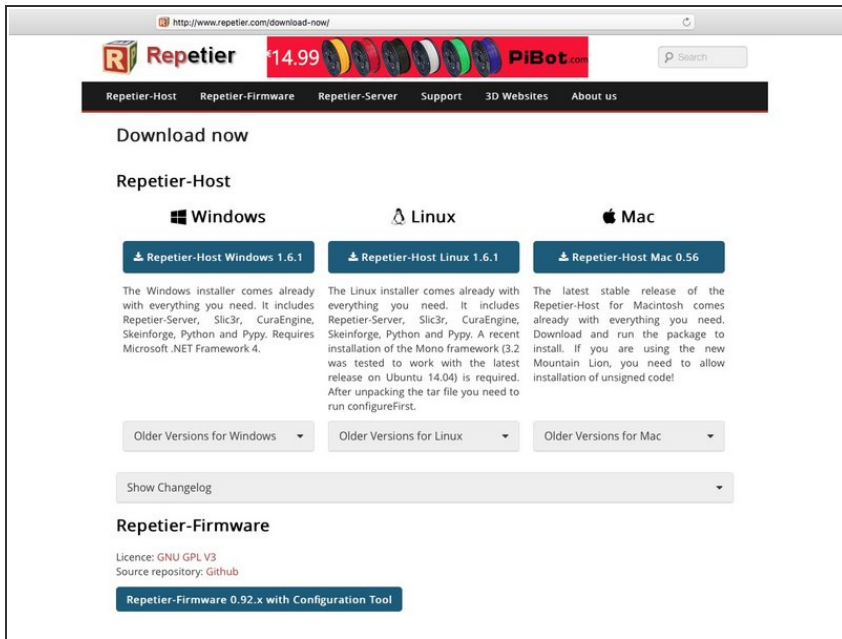 http://www.repetier.com/download-now/
Repetier
€14.99 PiBot.com
Search
Repetier-Host Repetier-Firmware Repetier-Server Support 3D Websites About us
Download now
Repetier-Host
Windows
Repetier-Host Windows 1.6.1
The Windows installer comes already
with everything you need. It includes
Repetier-Server, Slic3r, CuraEngine,
Skeinforge, Python and Pypy. Requires
Microsoft .NET Framework 4.
Older Versions for Windows
Linux
Repetier-Host Linux 1.6.1
The Linux installer comes already with
everything you need. It includes
Repetier-Server, Slic3r, CuraEngine,
Skeinforge, Python and Pypy. A recent
installation of the Mono framework (3.2
was tested to work with the latest
release on Ubuntu 14.04) is required.
After unpacking the tar file you need to
run configureFirst.
Older Versions for Linux
Mac
Repetier-Host Mac 0.56
The latest stable release of the
Repetier-Host for Macintosh comes
already with everything you need.
Download and run the package to
install. If you are using the new
Mountain Lion, you need to allow
installation of unsigned code!
Older Versions for Mac
Show Changelog
Repetier-Firmware
Licence: GNU GPL V3
Source repository: Github
Repetier-Firmware 0.92.x with Configuration Tool